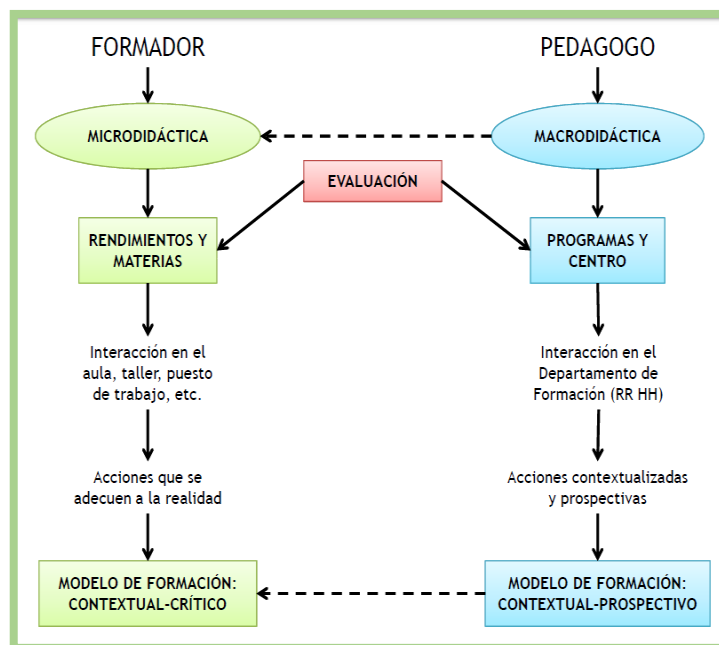 FORMADOR
PEDAGOGO
MICRODIDÁCTICA
MACRODIDÁCTICA
EVALUACIÓN
RENDIMIENTOS Y
MATERIAS
PROGRAMAS Y
CENTRO
Interacción en el
aula, taller, puesto
de trabajo, etc.
Interacción en el
Departamento de
Formación (RR HH)
Acciones que se
adecuen a la realidad
Acciones contextualizadas
y prospectivas
MODELO DE FORMACIÓN:
CONTEXTUAL-CRÍTICO
MODELO DE FORMACIÓN:
CONTEXTUAL-PROSPECTIVO